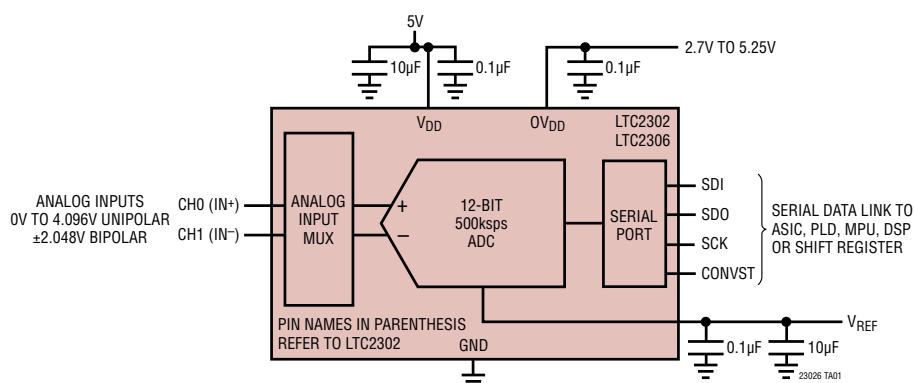 5V
10µF
0.1µF
0.1µF
2.7V TO 5.25V
VDD
OVDD
LTC2302
LTC2306
ANALOG INPUTS
0V TO 4.096V UNIPOLAR
±2.048V BIPOLAR
CH0 (IN+)
CH1 (IN–)
ANALOG
INPUT
MUX
+
–
12-BIT
500ksps
ADC
SERIAL
PORT
SDI
SDO
SCK
CONVST
SERIAL DATA LINK TO
ASIC, PLD, MPU, DSP
OR SHIFT REGISTER
PIN NAMES IN PARENTHESIS
REFER TO LTC2302
GND
VREF
0.1µF
10µF
23026 TA01